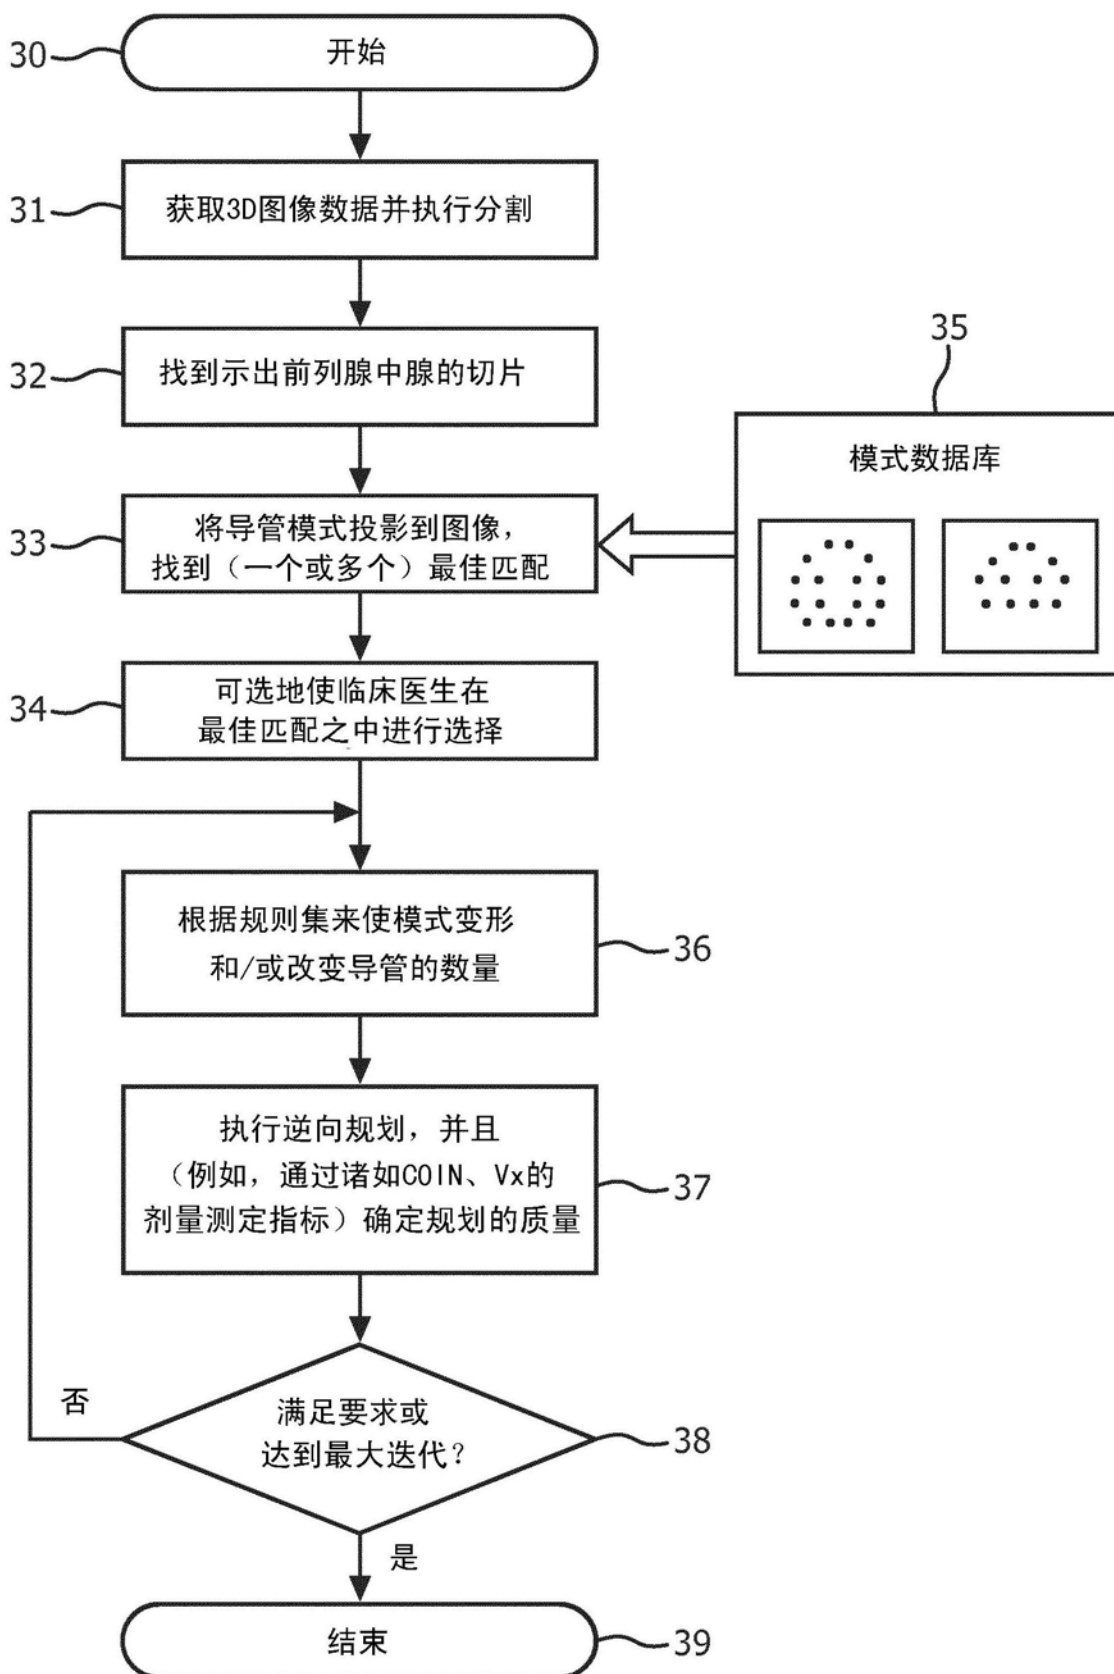 30
开始
31
获取3D图像数据并执行分割
32
找到示出前列腺中腺的切片
35
模式数据库
33
将导管模式投影到图像，
找到（一个或多个）最佳匹配
34
可选地使临床医生在
最佳匹配之中进行选择
根据规则集来使模式变形
和/或改变导管的数量
36
执行逆向规划，并且
（例如，通过诸如COIN、Vx的
剂量测定指标）确定规划的质量
37
否
满足要求或
达到最大迭代？
38
是
结束
39